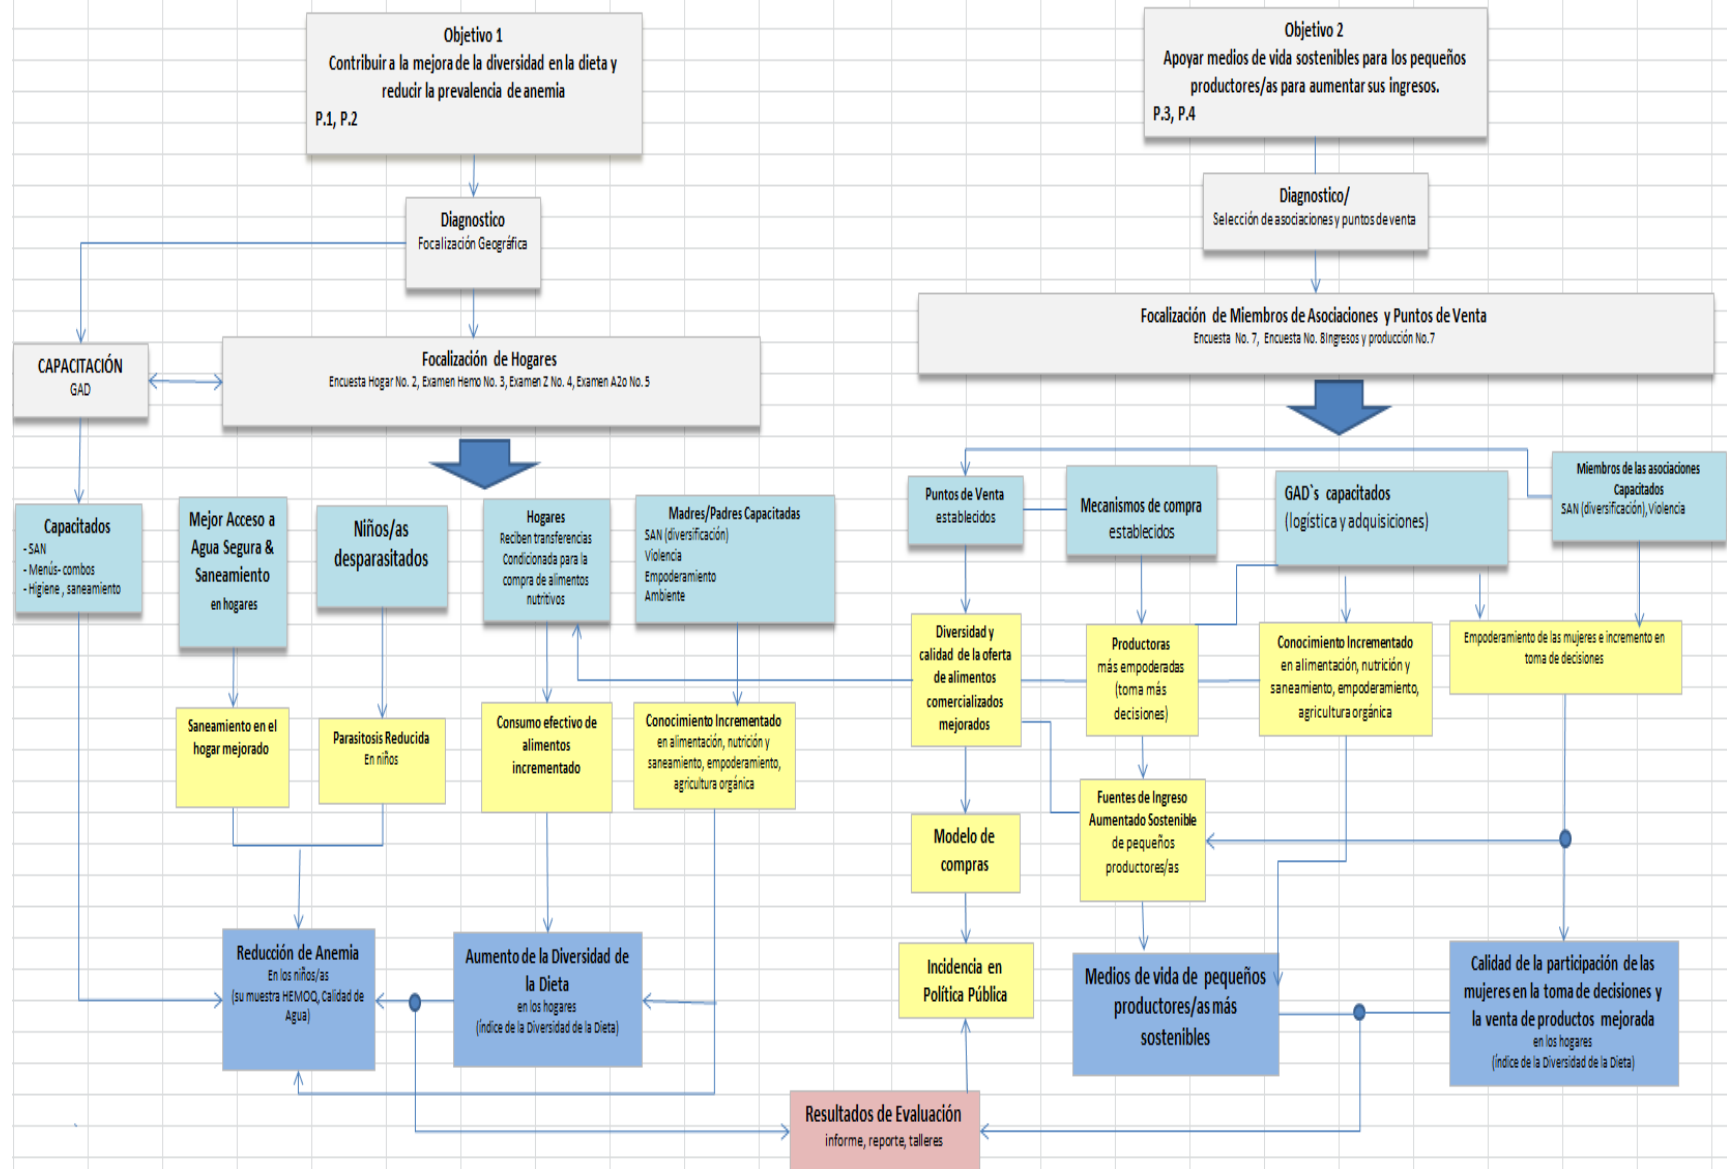 Objetivo 1
Contribuir a la mejora de la diversidad en la dieta y
reducir la prevalencia de anemia
P.1, P.2
Objetivo 2
Apoyar medios de vida sostenibles para los pequeños
productores/as para aumentar sus ingresos.
P.3, P.4
Diagnostico
Focalización Geográfica
Diagnostico/
Selección de asociaciones y puntos de venta
CAPACITACIÓN
GAD
Focalización de Hogares
Encuesta Hogar No. 2, Examen Hemo No. 3, Examen Z No. 4, Examen A2o No. 5
Focalización de Miembros de Asociaciones y Puntos de Venta
Encuesta No. 7, Encuesta No. 8Ingresos y producción No.7
Capacitados
- SAN
- Menús- combos
- Higiene , saneamiento
Mejor Acceso a
Agua Segura &
Saneamiento
en hogares
Niños/as
desparasitados
Hogares
Reciben transferencias
Condicionada para la
compra de alimentos
nutritivos
Madres/Padres Capacitadas
SAN (diversificación)
Violencia
Empoderamiento
Ambiente
Puntos de Venta
establecidos
Mecanismos de compra
establecidos
GAD`s capacitados
(logística y adquisiciones)
Miembros de las asociaciones
Capacitados
SAN (diversificación), Violencia
Saneamiento en el
hogar mejorado
Parasitosis Reducida
En niños
Consumo efectivo de
alimentos
incrementado
Conocimiento Incrementado
en alimentación, nutrición y
saneamiento, empoderamiento,
agricultura orgánica
Diversidad y
calidad de la oferta
de alimentos
comercializados
mejorados
Productoras
más empoderadas
(toma más
decisiones)
Conocimiento Incrementado
en alimentación, nutrición y
saneamiento, empoderamiento,
agricultura orgánica
Empoderamiento de las mujeres e incremento en
toma de decisiones
Modelo de
compras
Fuentes de Ingreso
Aumentado Sostenible
de pequeños
productores/as
Reducción de Anemia
En los niños/as
(su muestra HEMOQ, Calidad de
Agua)
Aumento de la Diversidad de
la Dieta
en los hogares
(índice de la Diversidad de la Dieta)
Incidencia en
Política Pública
Medios de vida de pequeños
productores/as más
sostenibles
Calidad de la participación de las
mujeres en la toma de decisiones y
la venta de productos mejorada
en los hogares
(índice de la Diversidad de la Dieta)
Resultados de Evaluación
informe, reporte, talleres